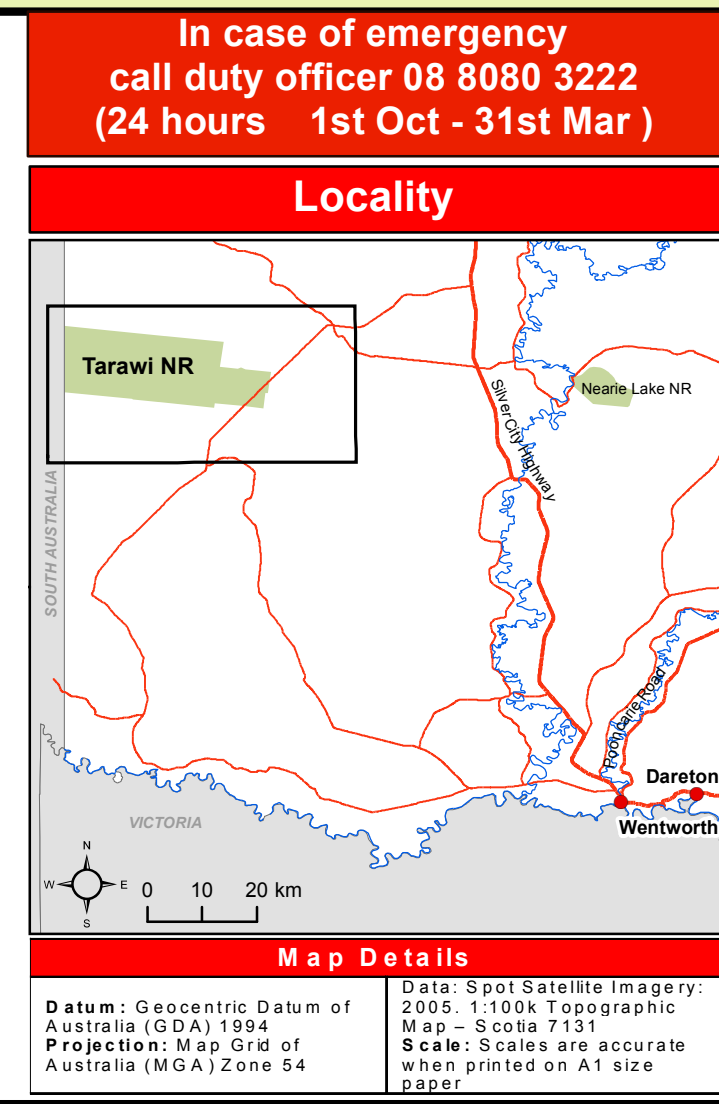 In case of emergency
call duty officer 08 8080 3222
(24 hours 1st Oct - 31st Mar )
Locality
Tarawi NR
Nearie Lake NR
Silver City Highway
SOUTH AUSTRALIA
Pooncarie Road
Dareton
VICTORIA
Wentworth
N
W E
S
0 10 20 km
Map Details
Datum: Geocentric Datum of
Australia (GDA) 1994
Projection: Map Grid of
Australia (MGA) Zone 54
Data: Spot Satellite Imagery:
2005. 1:100k Topographic
Map – Scotia 7131
Scale: Scales are accurate
when printed on A1 size
paper